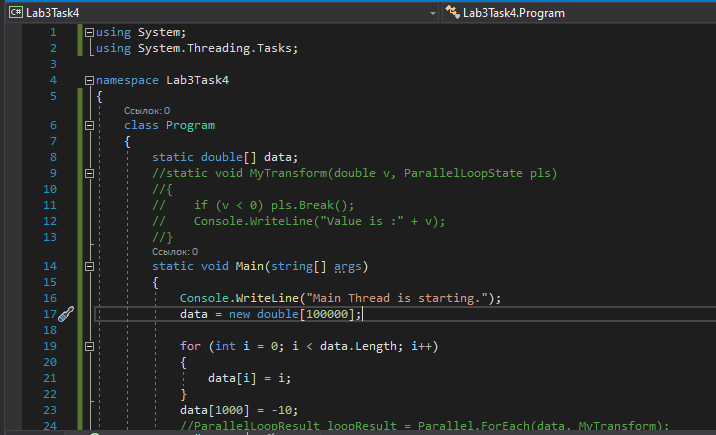 C# Lab3Task4 Lab3Task4.Program
1 using System;
2 using System.Threading.Tasks;
3
4 namespace Lab3Task4
5 {
Ссылок: 0
6 class Program
7 {
8 static double[] data;
9 //static void MyTransform(double v, ParallelLoopState pls)
10 //{
11 // if (v < 0) pls.Break();
12 // Console.WriteLine("Value is :" + v);
13 //}
Ссылок: 0
14 static void Main(string[] args)
15 {
16 Console.WriteLine("Main Thread is starting.");
17 data = new double[100000];
18
19 for (int i = 0; i < data.Length; i++)
20 {
21 data[i] = i;
22 }
23 data[1000] = -10;
24 //ParallelLoopResult loopResult = Parallel.ForEach(data, MyTransform);